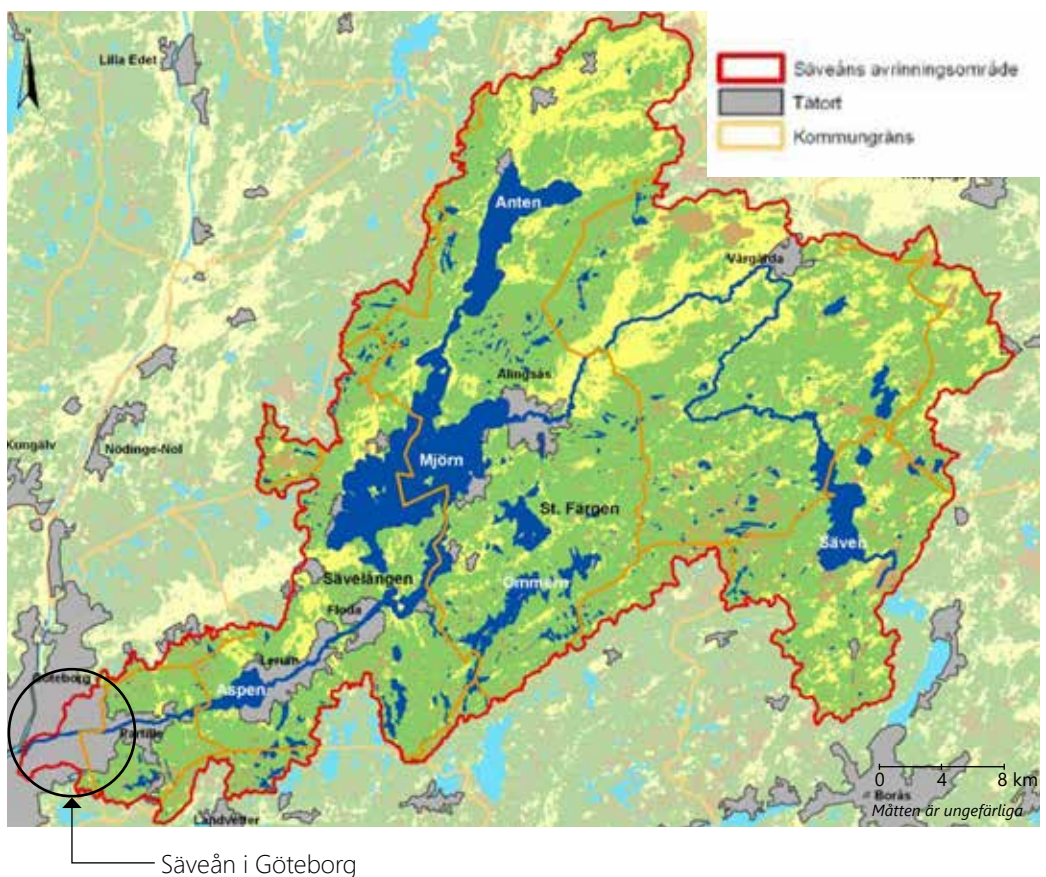 Lilla Edet
Säveåns avrinningsområde
Tätort
Kommungräns
Anten
Vårgårda
Alingsås
Kungälv
Nödinge-Nol
Mjörn
St. Färgen
Säven
Ommern
Sävelången
Floda
Lerum
Aspen
Göteborg
Partille
Landvetter
0 4 8 km
Borås
Måtten är ungefärliga
Säveån i Göteborg